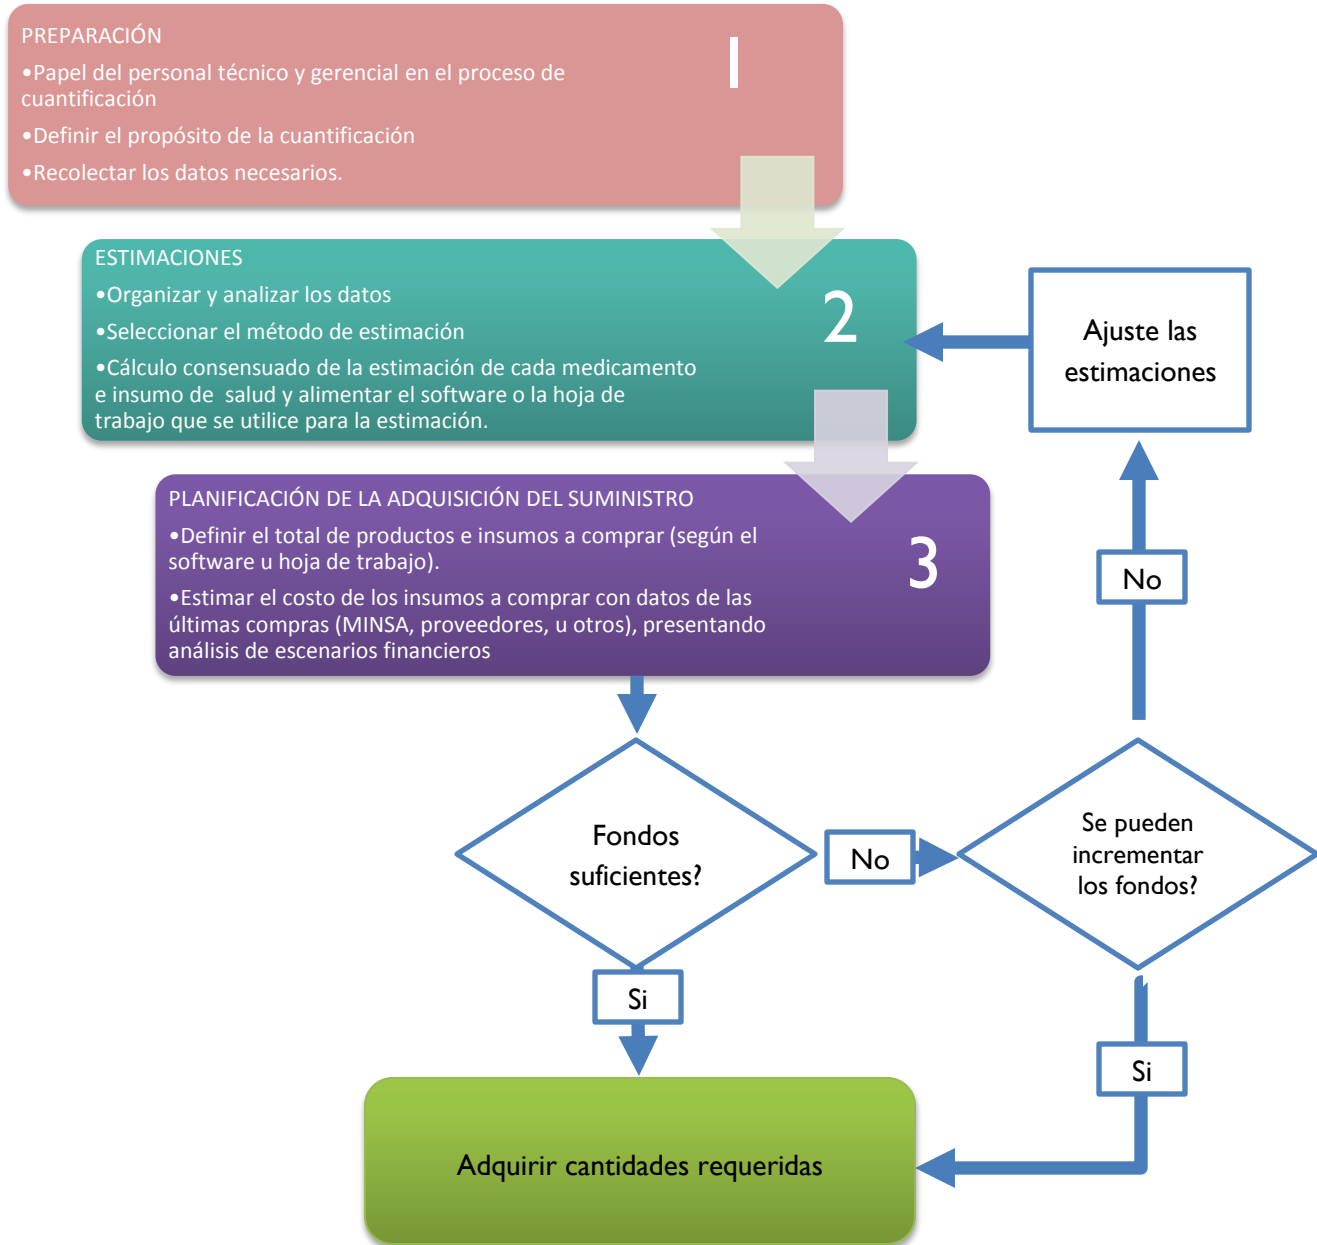 PREPARACIÓN
1
•Papel del personal técnico y gerencial en el proceso de
cuantificación
•Definir el propósito de la cuantificación
•Recolectar los datos necesarios.
ESTIMACIONES
•Organizar y analizar los datos
2
•Seleccionar el método de estimación
•Cálculo consensuado de la estimación de cada medicamento
e insumo de salud y alimentar el software o la hoja de
trabajo que se utilice para la estimación.
Ajuste las
estimaciones
PLANIFICACIÓN DE LA ADQUISICIÓN DEL SUMINISTRO
•Definir el total de productos e insumos a comprar (según el
software u hoja de trabajo).
3
•Estimar el costo de los insumos a comprar con datos de las
últimas compras (MINSA, proveedores, u otros), presentando
análisis de escenarios financieros
No
Fondos
suficientes?
No
Se pueden
incrementar
los fondos?
Si
Si
Adquirir cantidades requeridas